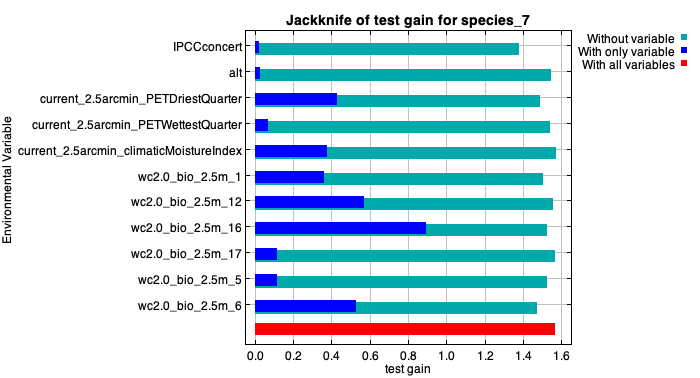 Jackknife of test gain for species_7
Without variable
With only variable
With all variables
Environmental Variable
IPCCconcert
alt
current_2.5arcmin_PETDriestQuarter
current_2.5arcmin_PETWettestQuarter
current_2.5arcmin_climaticMoistureIndex
wc2.0_bio_2.5m_1
wc2.0_bio_2.5m_12
wc2.0_bio_2.5m_16
wc2.0_bio_2.5m_17
wc2.0_bio_2.5m_5
wc2.0_bio_2.5m_6
0.0 0.2 0.4 0.6 0.8 1.0 1.2 1.4 1.6
test gain